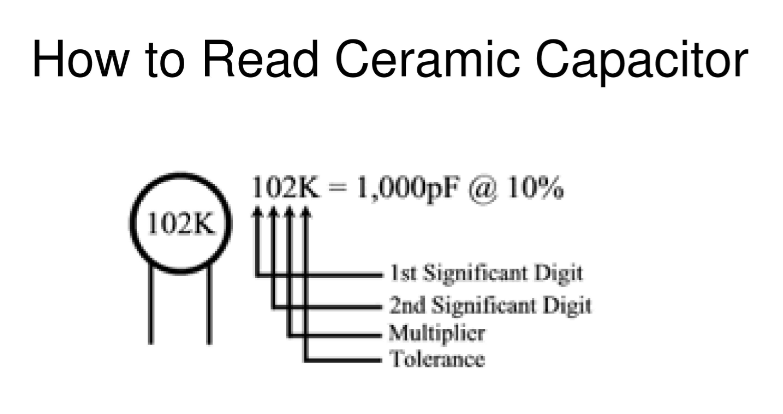 How to Read Ceramic Capacitor
102K
102K = 1,000pF @ 10%
1st Significant Digit
2nd Significant Digit
Multiplier
Tolerance